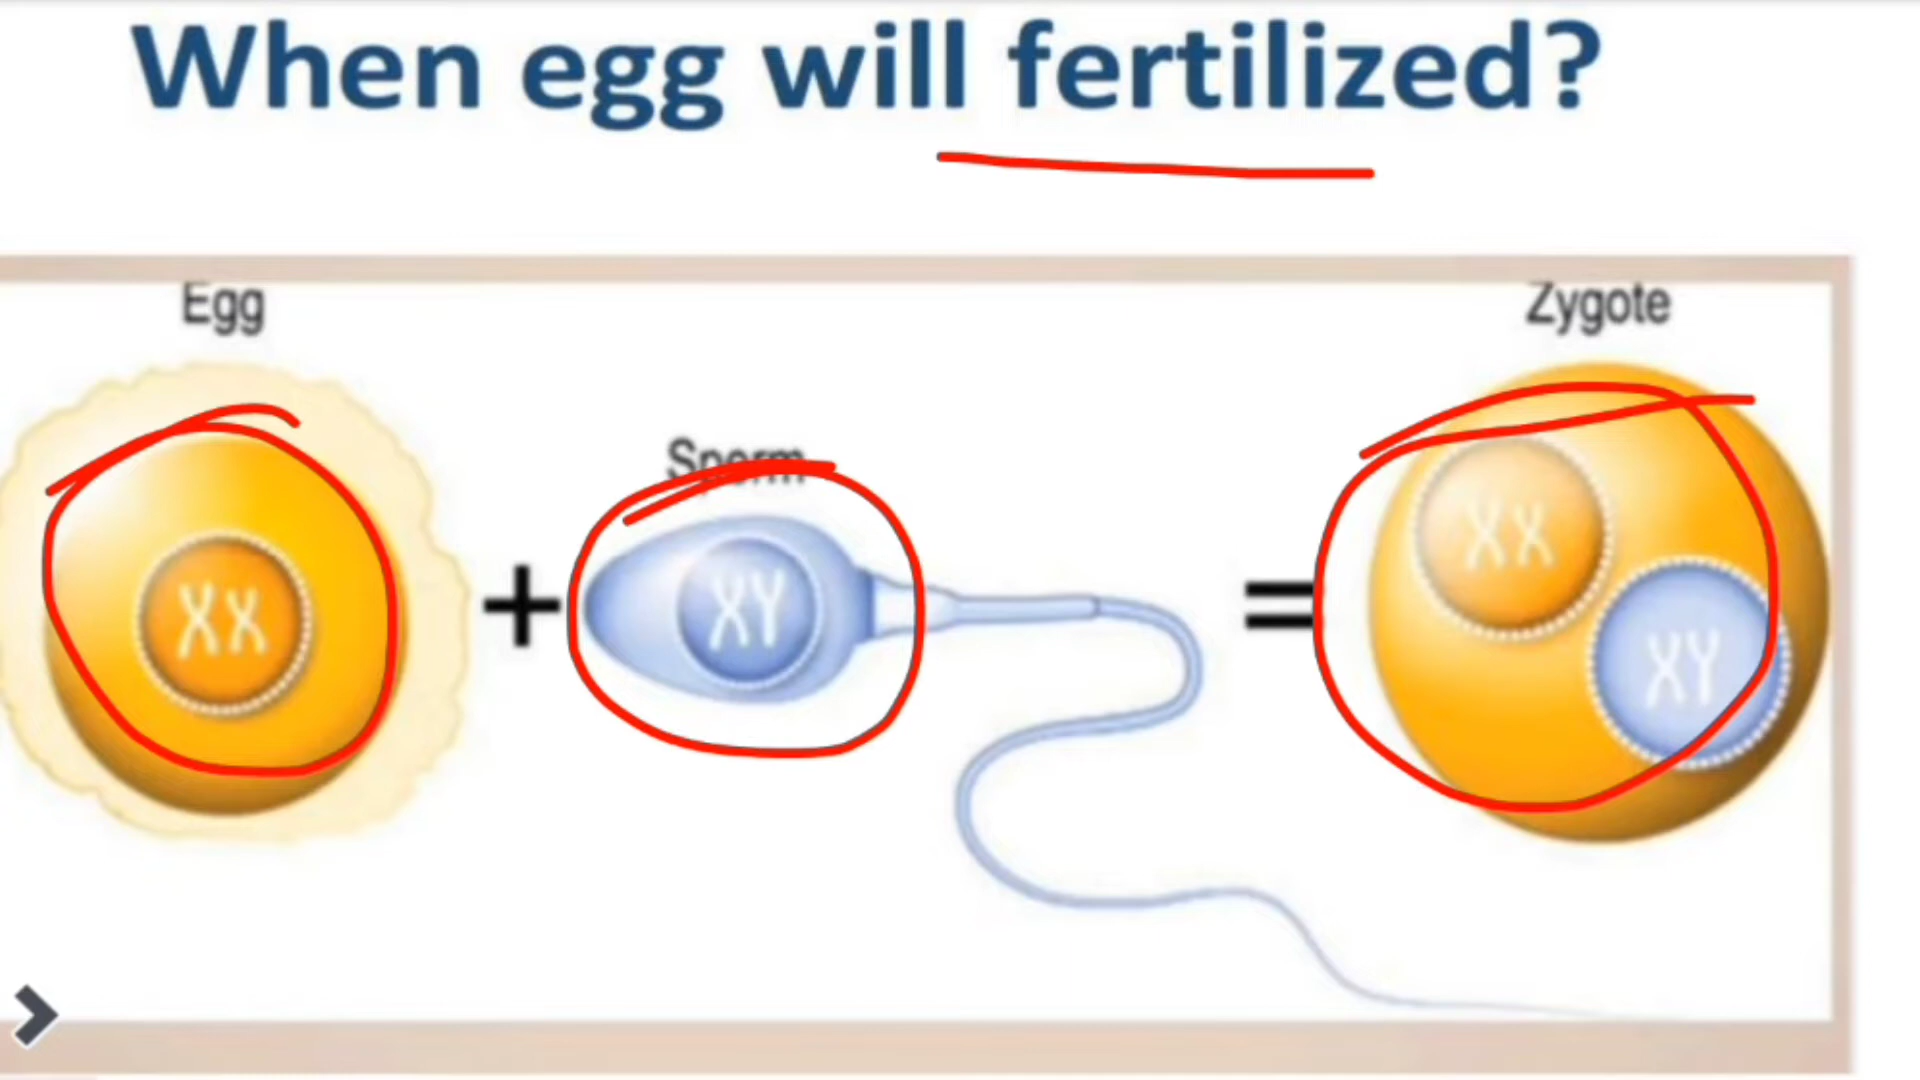 When egg will fertilized?
Egg
Zygote
Sperm
XX
+
XY
=
XX
XY